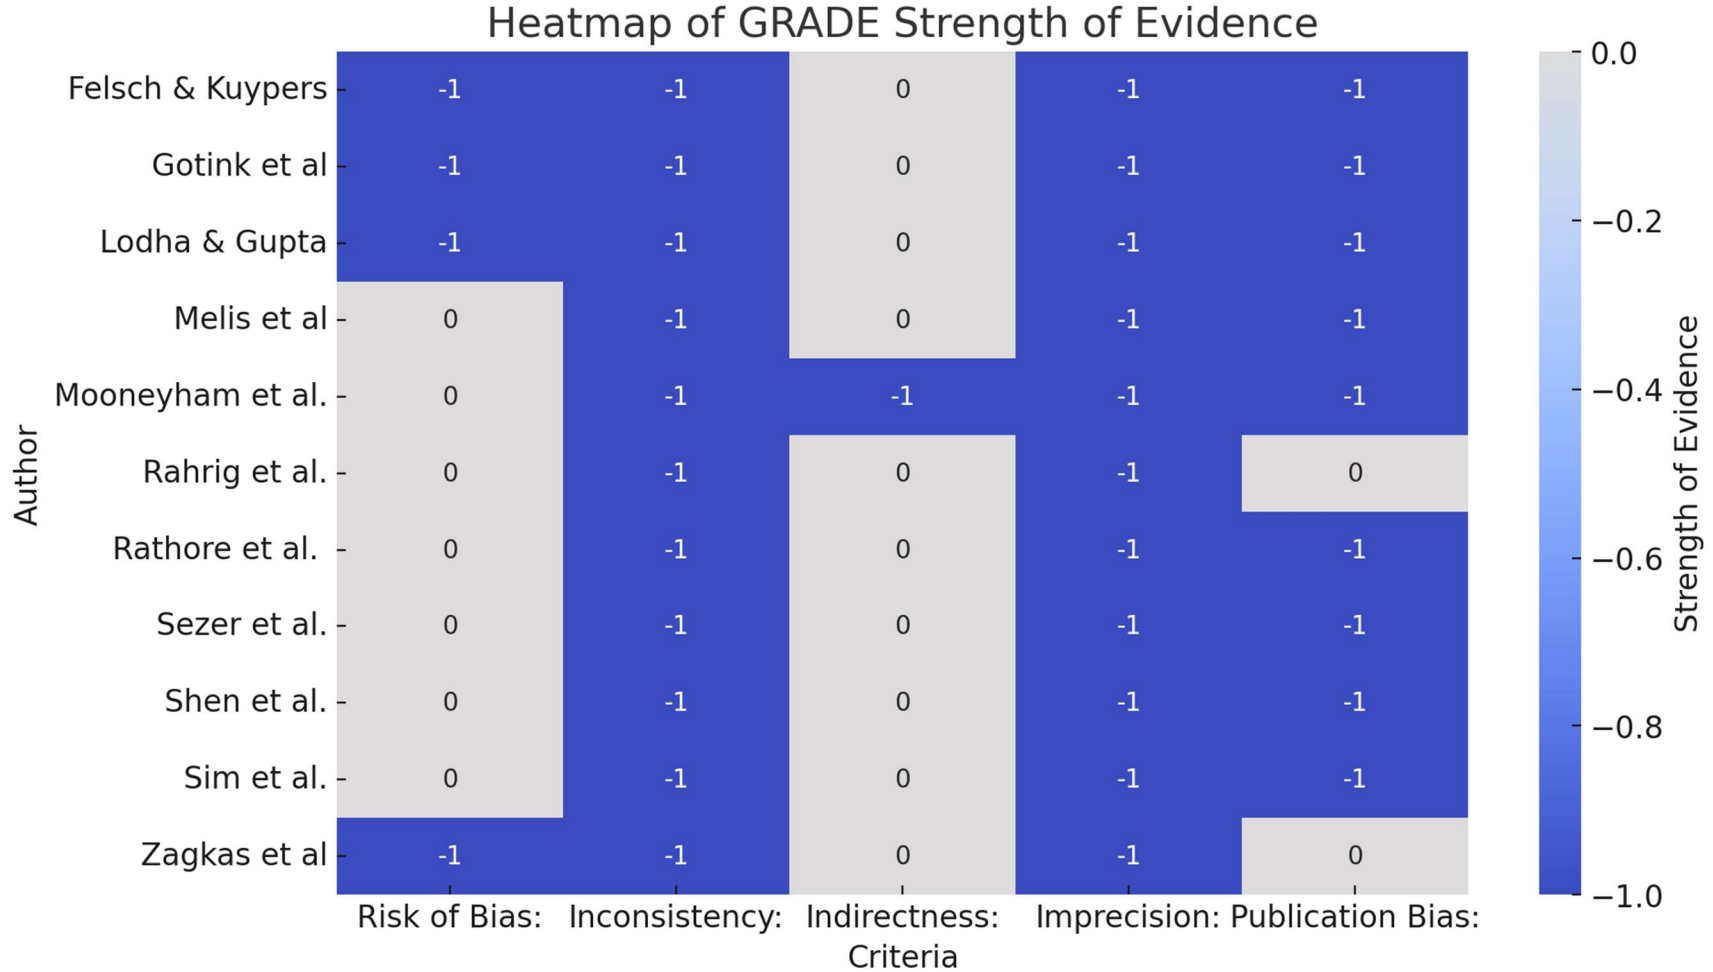 Heatmap of GRADE Strength of Evidence
Felsch & Kuypers -1 -1 0 -1 -1
Gotink et al -1 -1 0 -1 -1
Lodha & Gupta -1 -1 0 -1 -1
Melis et al 0 -1 0 -1 -1
Mooneyham et al. 0 -1 -1 -1 -1
Rahrig et al. 0 -1 0 -1 0
Rathore et al. 0 -1 0 -1 -1
Sezer et al. 0 -1 0 -1 -1
Shen et al. 0 -1 0 -1 -1
Sim et al. 0 -1 0 -1 -1
Zagkas et al -1 -1 0 -1 0
Risk of Bias: Inconsistency: Indirectness: Imprecision: Publication Bias:
Criteria
Author
0.0
−0.2
−0.4
−0.6
−0.8
−1.0
Strength of Evidence